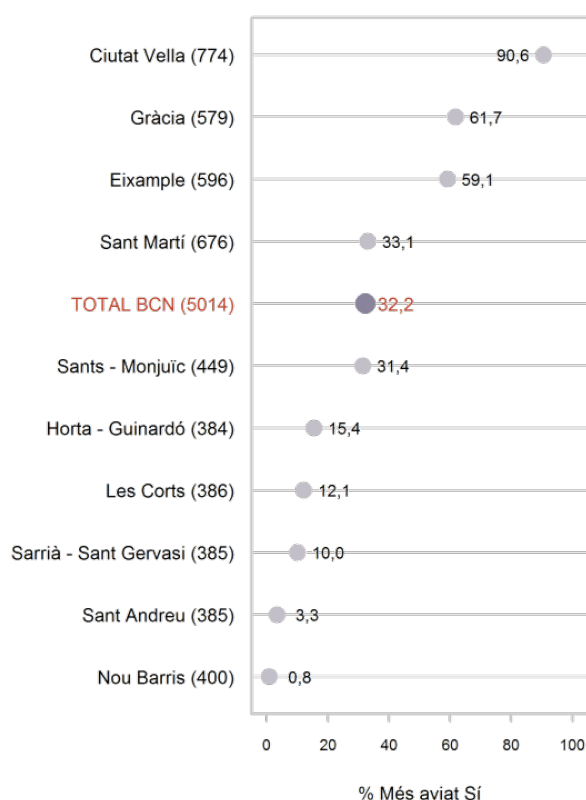 Ciutat Vella (774) 90,6
Gràcia (579) 61,7
Eixample (596) 59,1
Sant Martí (676) 33,1
TOTAL BCN (5014) 32,2
Sants - Monjuïc (449) 31,4
Horta - Guinardó (384) 15,4
Les Corts (386) 12,1
Sarrià - Sant Gervasi (385) 10,0
Sant Andreu (385) 3,3
Nou Barris (400) 0,8
0 20 40 60 80 100
% Més aviat Sí